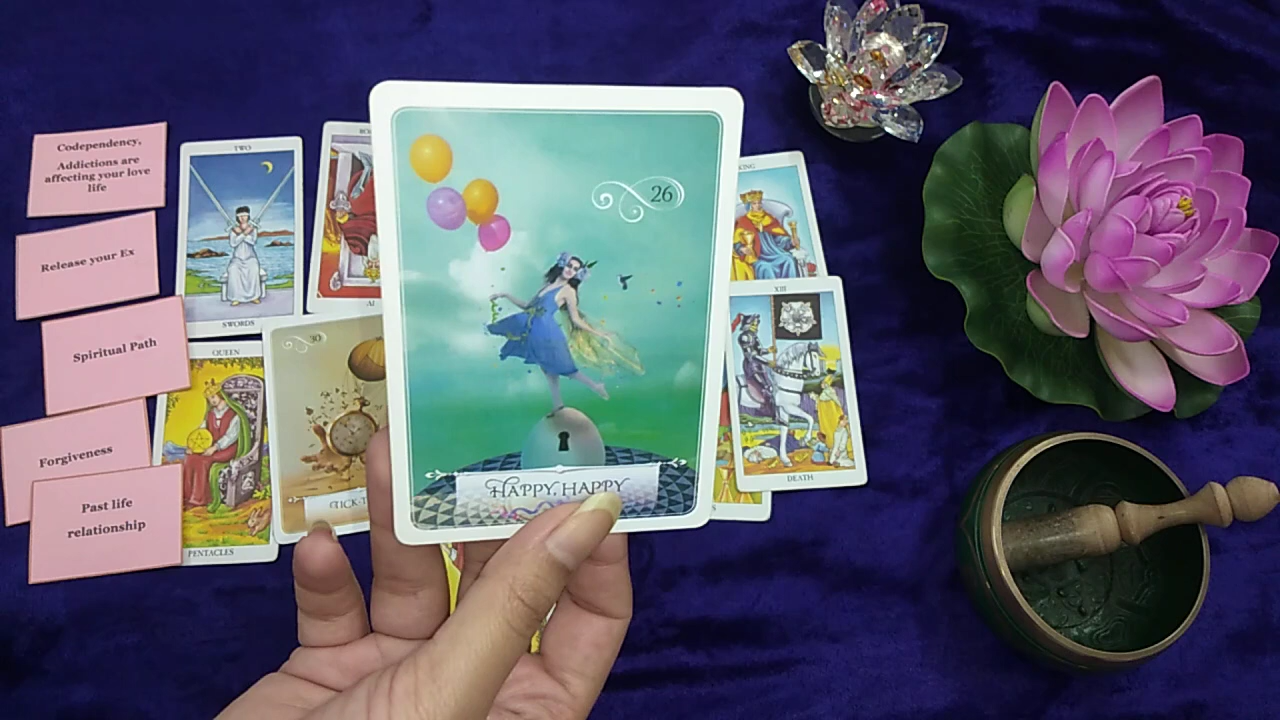 Codependency,
Addictions are
affecting your love
life
Release your Ex
Spiritual Path
Forgiveness
Past life
relationship
TWO
SWORDS
QUEEN
PENTACLES
30
26
HAPPY, HAPPY
KING
XIII
DEATH